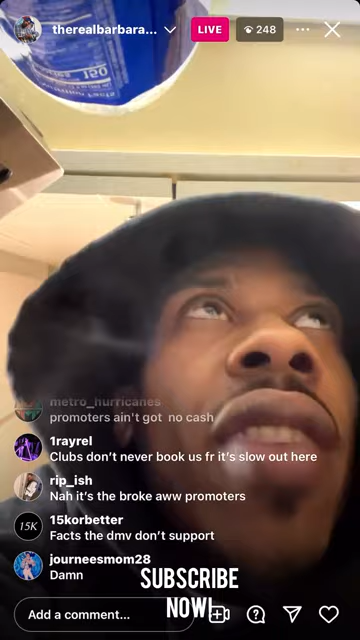 therealbarbara...
LIVE
248
150
metro_hurricanes
promoters ain't got no cash
1rayrel
Clubs don't never book us fr it's slow out here
rip_ish
Nah it's the broke aww promoters
15K
15korbetter
Facts the dmv don't support
journeesmom28
Damn
SUBSCRIBE
NOW!
Add a comment...